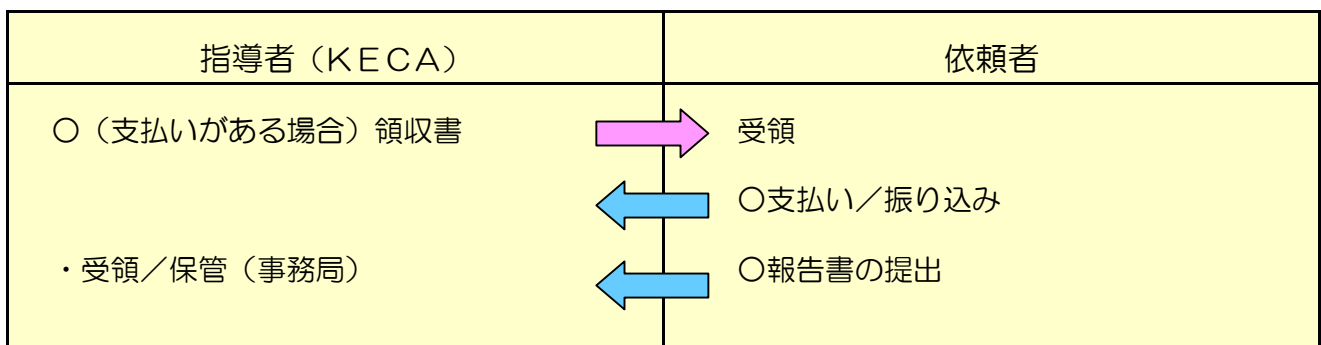 指導者（ＫＥＣＡ） 依頼者
〇（支払いがある場合）領収書 受領
〇支払い／振り込み
・受領／保管（事務局） 〇報告書の提出